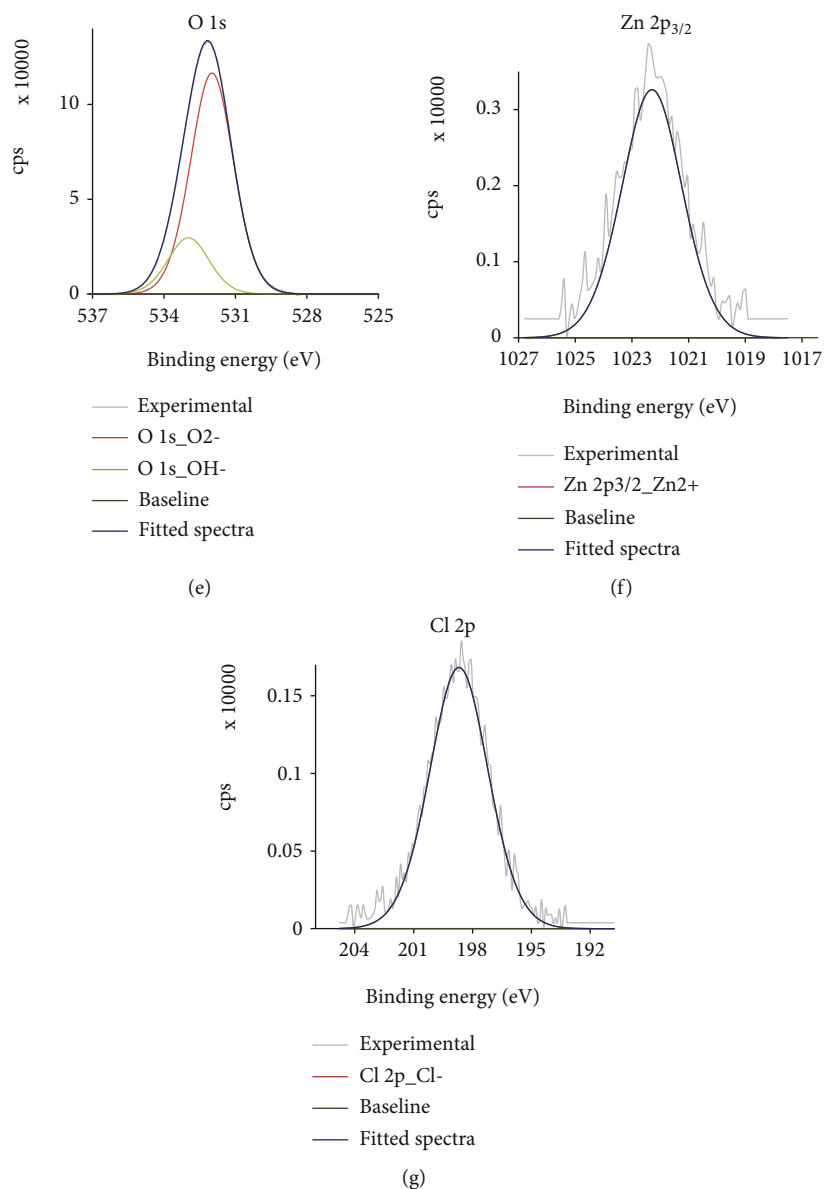 O 1s
x 10000
cps
10
5
0
537 534 531 528 525
Binding energy (eV)
Experimental
O 1s_O2-
O 1s_OH-
Baseline
Fitted spectra
(e)
Zn 2p3/2
x 10000
cps
0.3
0.2
0.1
0
1027 1025 1023 1021 1019 1017
Binding energy (eV)
Experimental
Zn 2p3/2_Zn2+
Baseline
Fitted spectra
(f)
Cl 2p
x 10000
cps
0.15
0.1
0.05
0
204 201 198 195 192
Binding energy (eV)
Experimental
Cl 2p_Cl-
Baseline
Fitted spectra
(g)